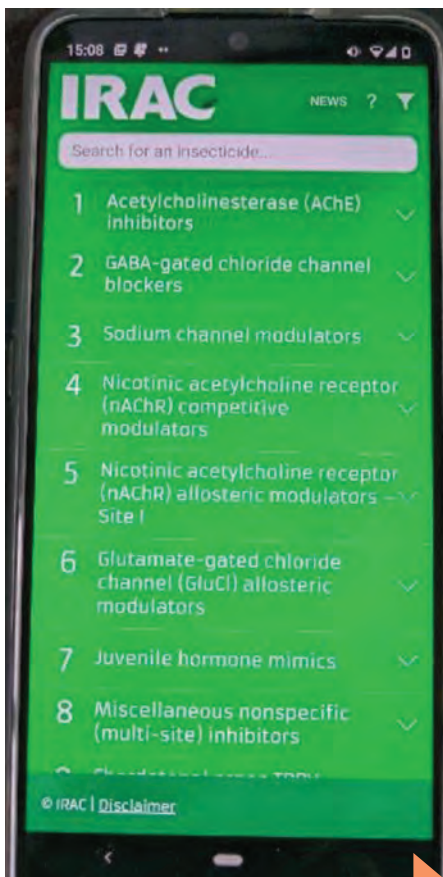 15:08
IRAC
NEWS ?
Search for an insecticide...
1 Acetylcholinesterase (AChE)
inhibitors
2 GABA-gated chloride channel
blockers
3 Sodium channel modulators
4 Nicotinic acetylcholine receptor
(nAChR) competitive
modulators
5 Nicotinic acetylcholine receptor
(nAChR) allosteric modulators –
Site I
6 Glutamate-gated chloride
channel (GluCl) allosteric
modulators
7 Juvenile hormone mimics
8 Miscellaneous nonspecific
(multi-site) inhibitors
© IRAC | Disclaimer